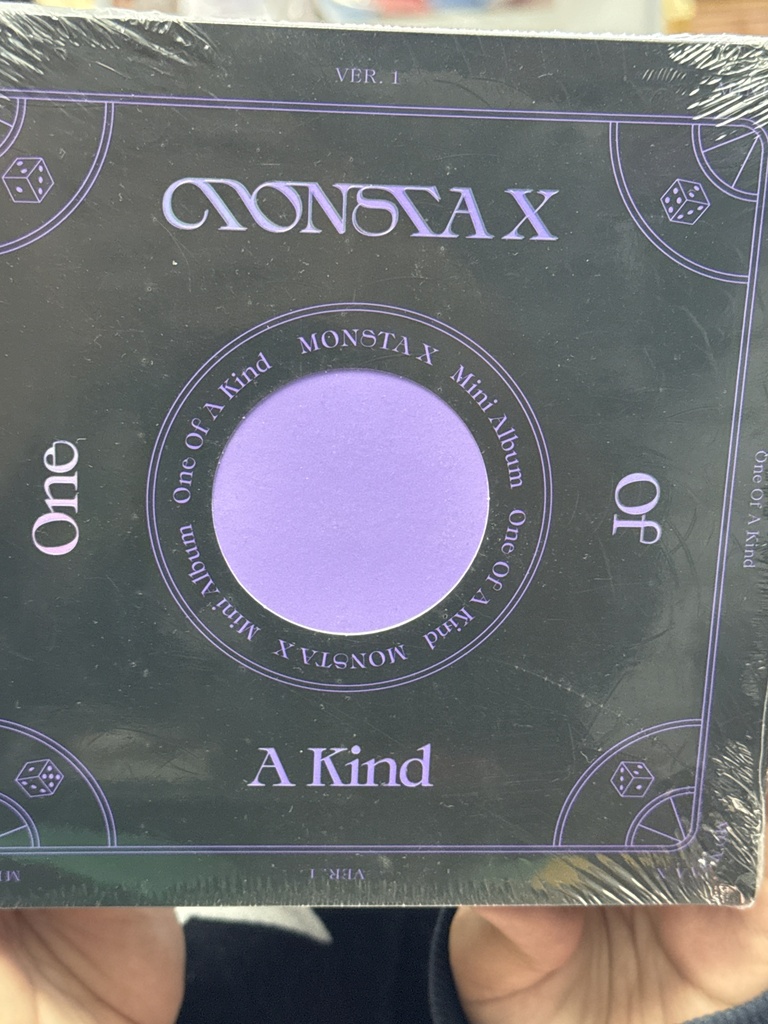 VER. 1
MONSTA X
MONSTA X Mini Album One Of A Kind MONSTA X Mini Album One Of A Kind
One
Of
One Of A Kind
A Kind
VER. 1